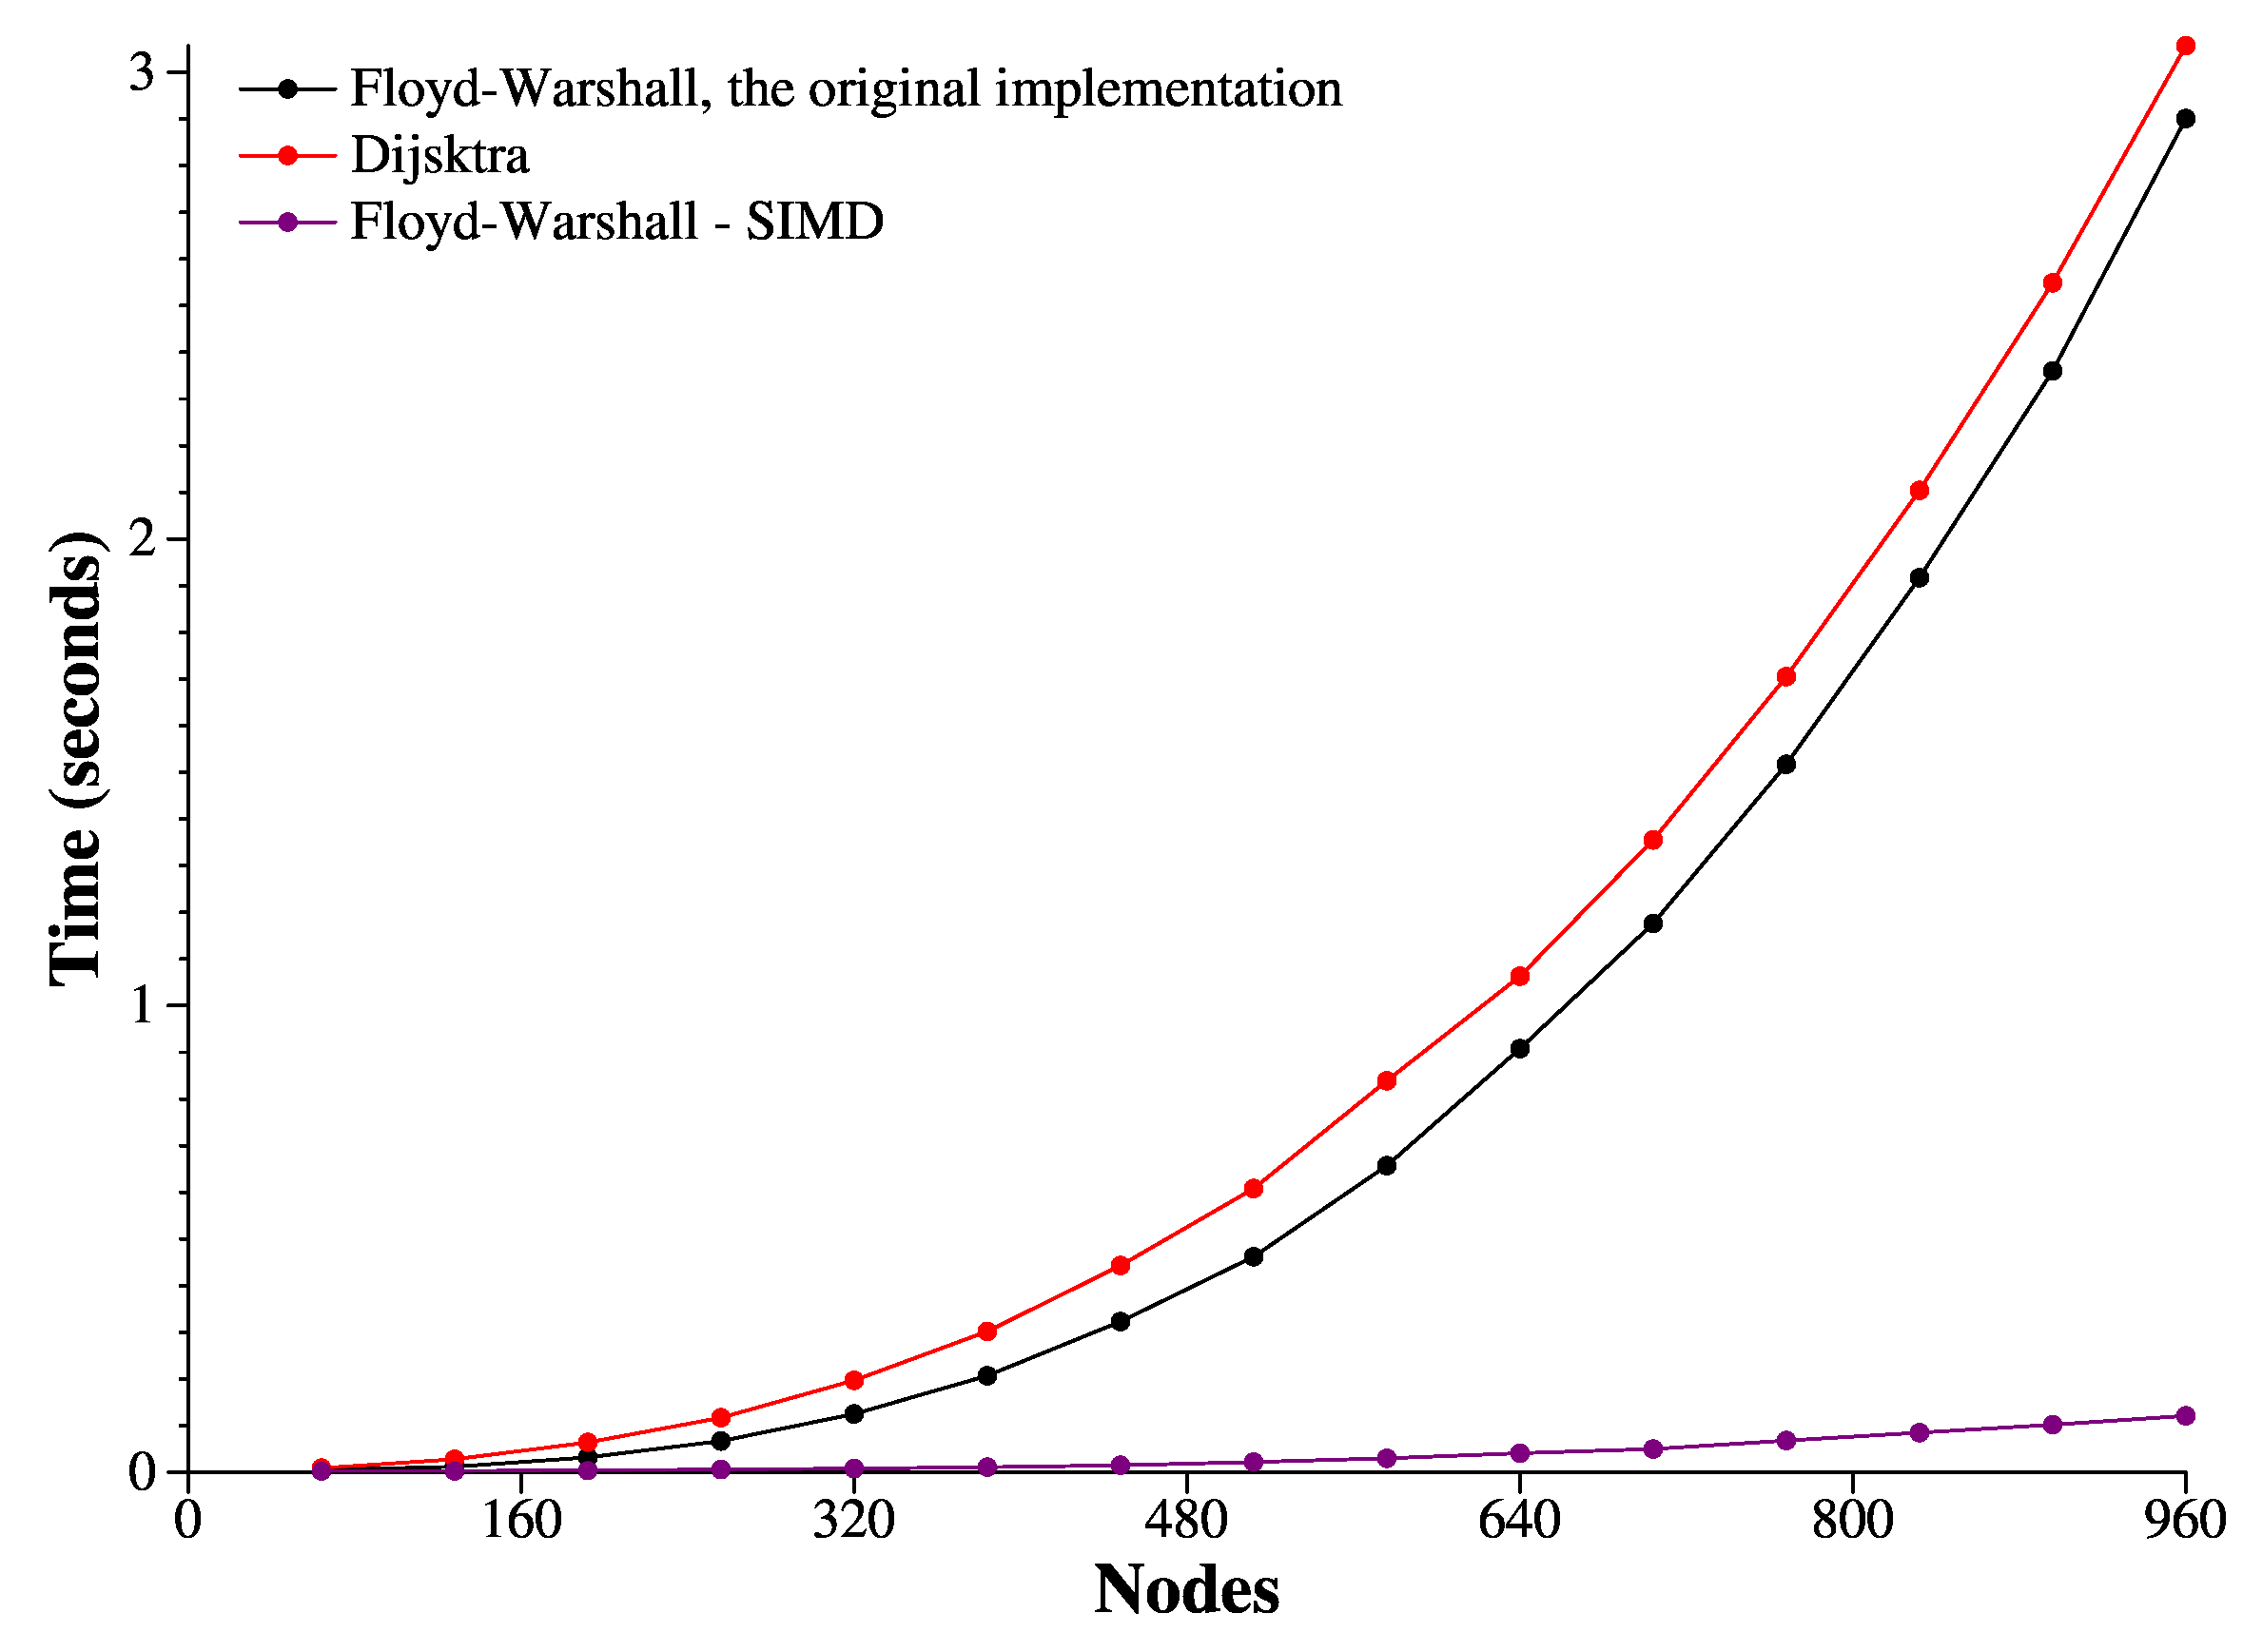 3
Floyd-Warshall, the original implementation
Dijsktra
Floyd-Warshall - SIMD
2
Time (seconds)
1
0
0 160 320 480 640 800 960
Nodes